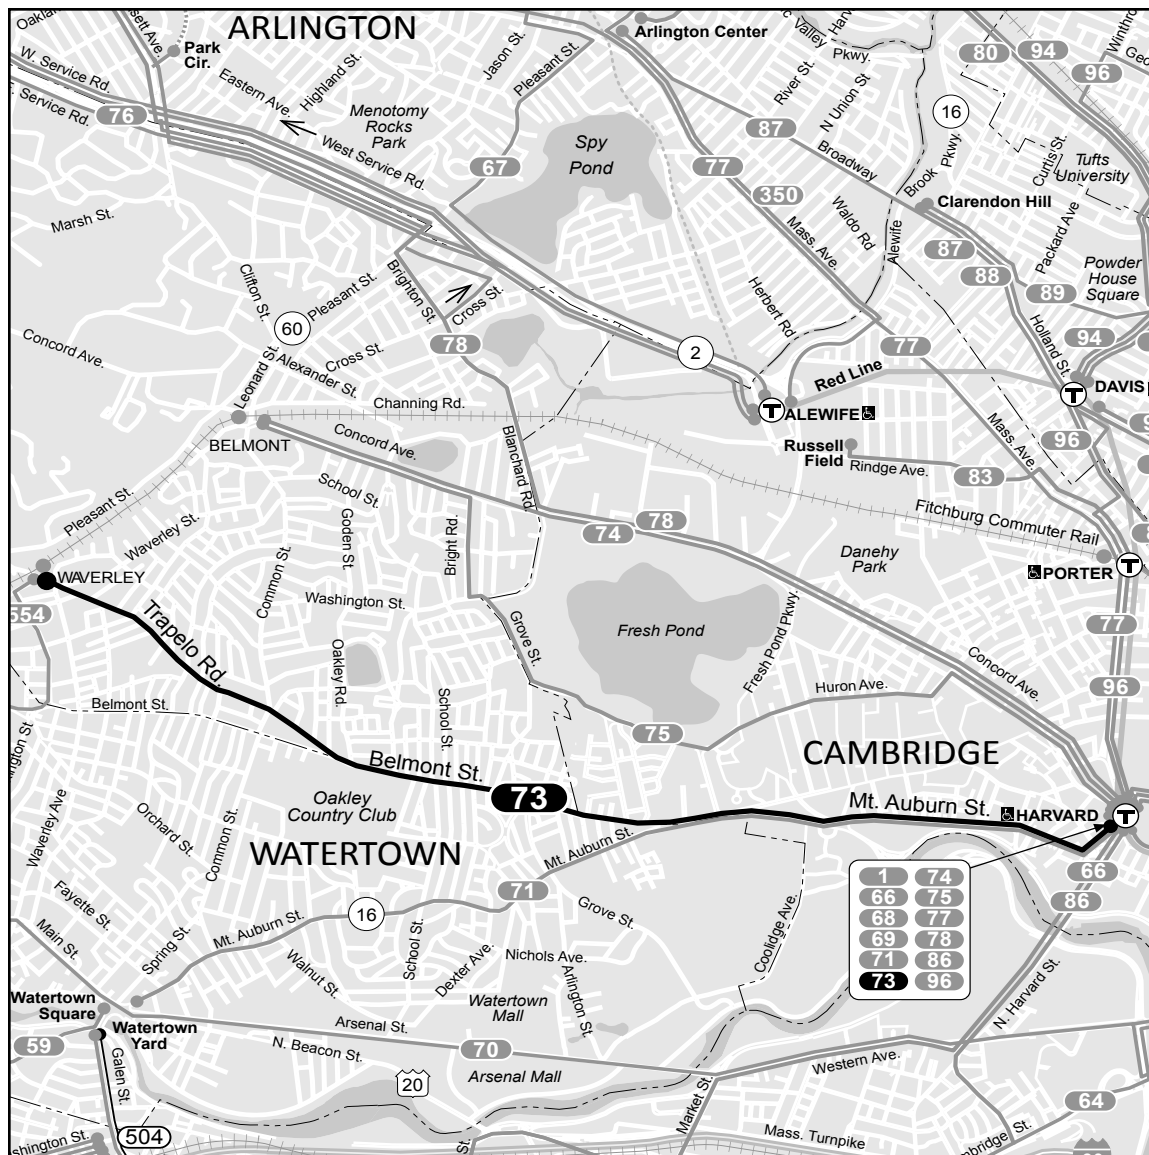 ARLINGTON
Park
Cir.
W. Service Rd.
Service Rd.
76
Eastern Ave.
Highland St.
Menotomy
Rocks
Park
West Service Rd.
Jason St.
Pleasant St.
67
Arlington Center
Spy
Pond
Valley
Pkwy.
River St.
N Union St
87
Broadway
77
350
Mass. Ave.
Waldo Rd
Herbert Rd
Alewife
Brook
Pkwy.
16
80
94
96
Winthro
Curtis St.
Tufts
University
Clarendon Hill
Packard Ave
Powder
House
Square
87
88
89
94
Holland St.
DAVIS
96
Marsh St.
Clifton St.
Pleasant St.
60
Concord Ave.
Leonard St.
Alexander St.
Cross St.
Brighton St.
Cross St.
78
2
77
Red Line
ALEWIFE
Russell
Field
Rindge Ave.
83
Mass. Ave.
Channing Rd.
BELMONT
Concord Ave.
Blanchard Rd.
Fitchburg Commuter Rail
Pleasant St.
Waverley St.
School St.
Goden St.
Common St.
Bright Rd.
74
78
Danehy
Park
PORTER
WAVERLEY
554
Washington St.
Trapelo Rd.
Oakley Rd.
Grove St.
Fresh Pond
Fresh Pond Pkwy.
Concord Ave.
Huron Ave.
77
96
Belmont St.
School St.
75
CAMBRIDGE
Belmont St.
73
Mt. Auburn St.
HARVARD
Waverley Ave
Orchard St.
Common St.
Oakley
Country Club
WATERTOWN
Mt. Auburn St.
71
66
86
1
74
66
75
68
77
69
78
71
86
73
96
Fayette St.
Main St.
Spring St.
Mt. Auburn St.
16
Walnut St.
School St.
Dexter Ave.
Nichols Ave.
Grove St.
Arlington St.
Coolidge Ave.
N. Harvard St.
Watertown
Square
Watertown
Yard
59
Galen St.
504
Arsenal St.
N. Beacon St.
70
Watertown
Mall
Arsenal Mall
20
Market St.
Western Ave.
Mass. Turnpike
64
mbridge St.
shington St.
St.